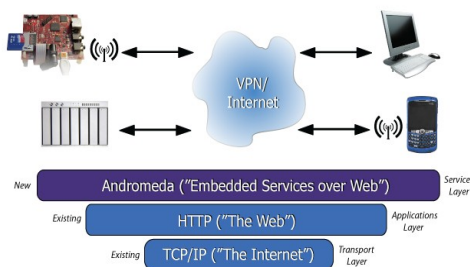 VPN/
Internet
New
Andromeda ("Embedded Services over Web")
Service
Layer
Existing
HTTP ("The Web")
Applications
Layer
Existing
TCP/IP ("The Internet")
Transport
Layer